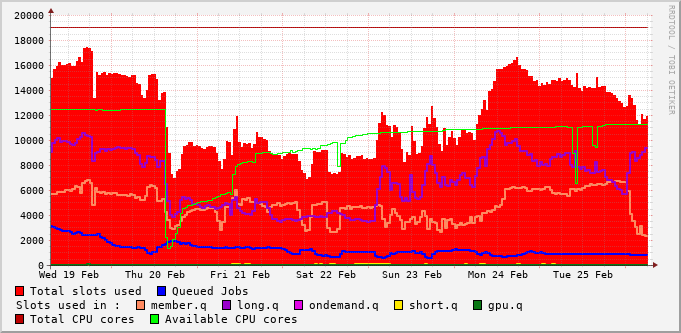 20000
18000
16000
14000
12000
10000
8000
6000
4000
2000
0
Wed 19 Feb Thu 20 Feb Fri 21 Feb Sat 22 Feb Sun 23 Feb Mon 24 Feb Tue 25 Feb
Total slots used Queued Jobs
Slots used in : member.q long.q ondemand.q short.q gpu.q
Total CPU cores Available CPU cores
RRDTOOL / TOBI OETIKER